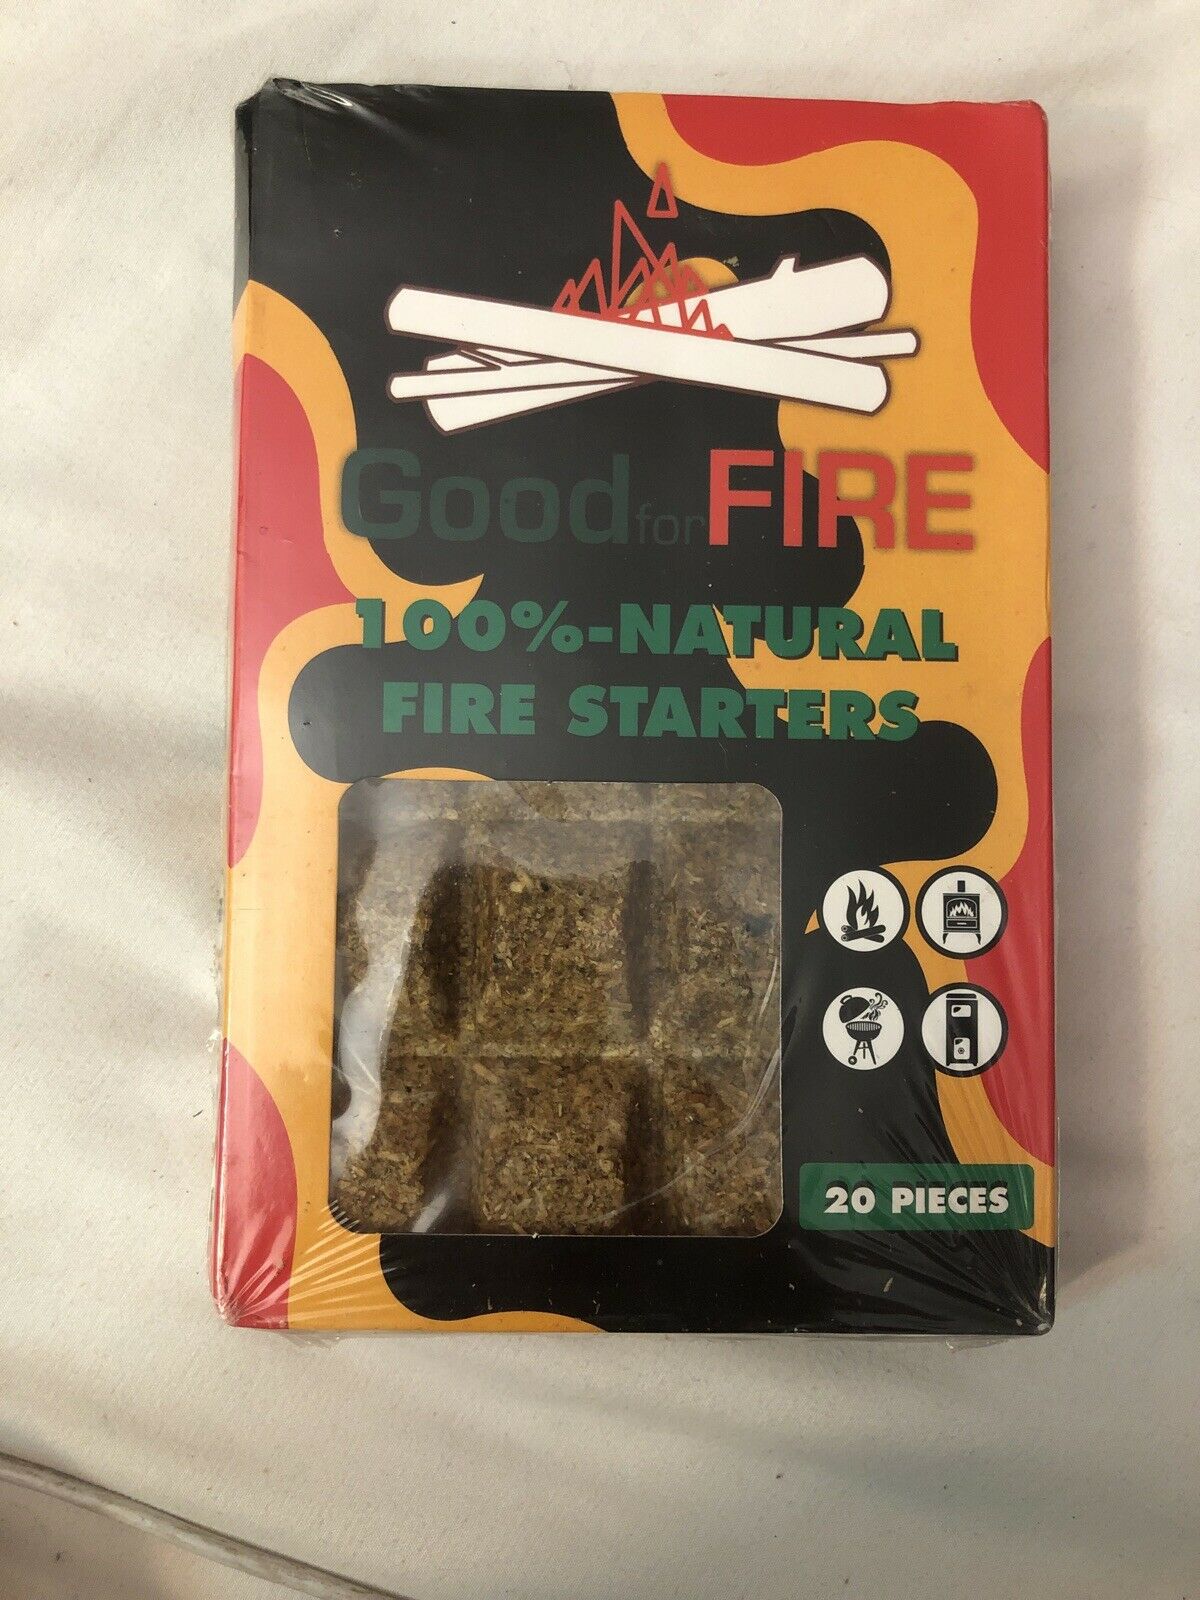 Good for FIRE
100%-NATURAL
FIRE STARTERS
20 PIECES